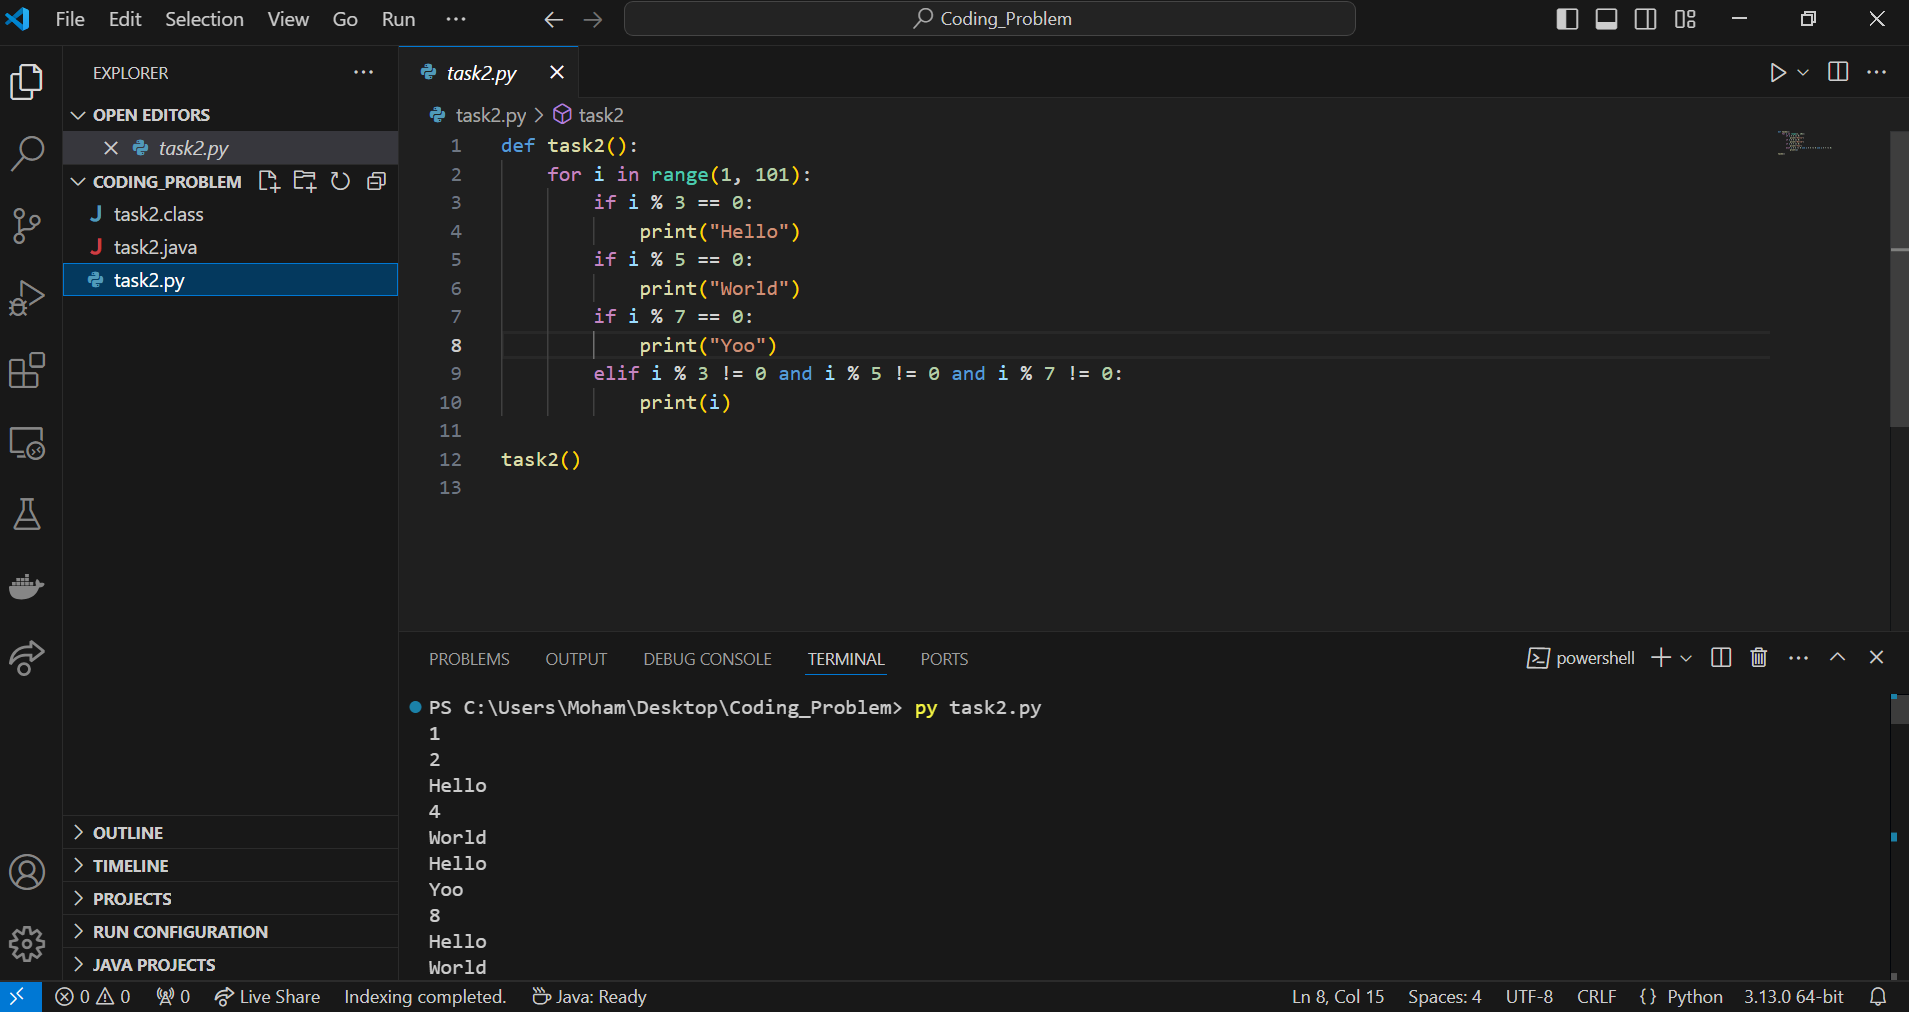 File Edit Selection View Go Run ···
Coding_Problem
EXPLORER
OPEN EDITORS
task2.py
CODING_PROBLEM
task2.class
task2.java
task2.py
OUTLINE
TIMELINE
PROJECTS
RUN CONFIGURATION
JAVA PROJECTS
task2.py
task2.py > task2
1 def task2():
2     for i in range(1, 101):
3         if i % 3 == 0:
4             print("Hello")
5         if i % 5 == 0:
6             print("World")
7         if i % 7 == 0:
8             print("Yoo")
9         elif i % 3 != 0 and i % 5 != 0 and i % 7 != 0:
10             print(i)
11
12 task2()
13
PROBLEMS OUTPUT DEBUG CONSOLE TERMINAL PORTS
powershell
PS C:\Users\Moham\Desktop\Coding_Problem> py task2.py
1
2
Hello
4
World
Hello
Yoo
8
Hello
World
0 0 0 Live Share Indexing completed. Java: Ready Ln 8, Col 15 Spaces: 4 UTF-8 CRLF {} Python 3.13.0 64-bit